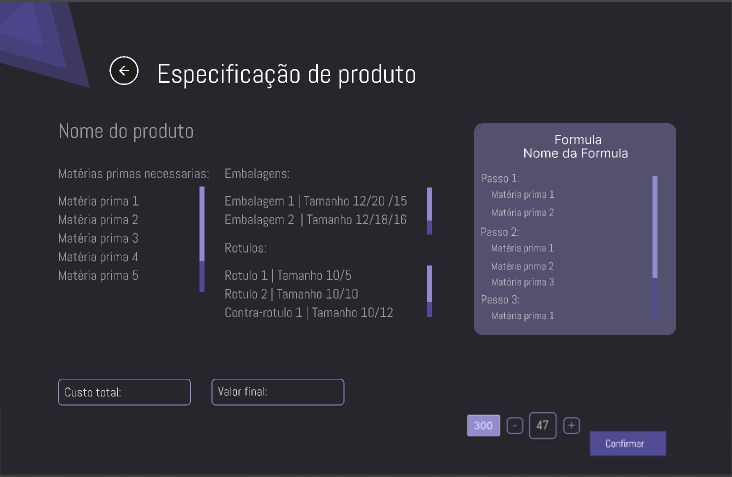 Especificação de produto
Nome do produto
Matérias primas necessarias:
Matéria prima 1
Matéria prima 2
Matéria prima 3
Matéria prima 4
Matéria prima 5
Embalagens:
Embalagem 1 | Tamanho 12/20 /15
Embalagem 2 | Tamanho 12/18/16
Rotulos:
Rotulo 1 | Tamanho 10/5
Rotulo 2 | Tamanho 10/10
Contra-rotulo 1 | Tamanho 10/12
Formula
Nome da Formula
Passo 1:
Matéria prima 1
Matéria prima 2
Passo 2:
Matéria prima 1
Matéria prima 2
Matéria prima 3
Passo 3:
Matéria prima 1
Custo total:
Valor final:
300 - 47 +
Confirmar